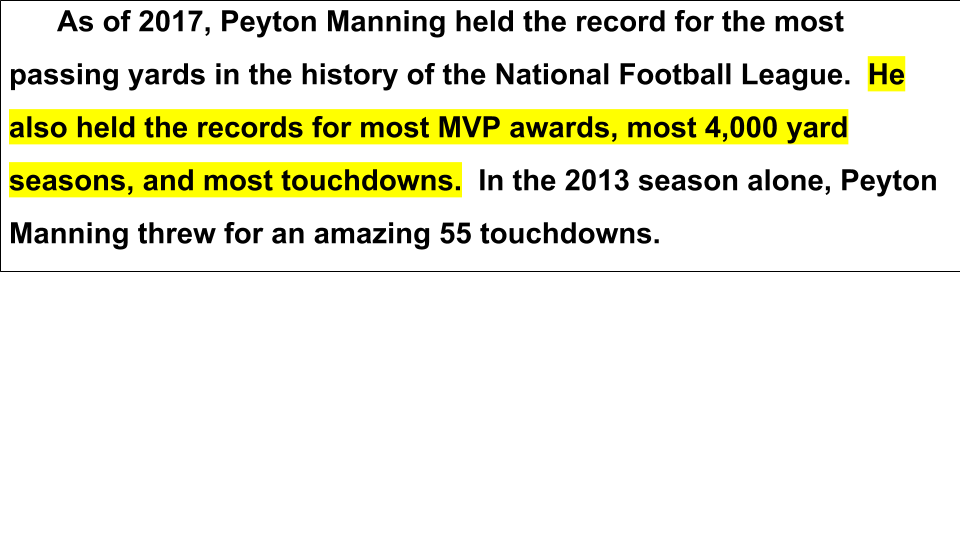 As of 2017, Peyton Manning held the record for the most
passing yards in the history of the National Football League.  He
also held the records for most MVP awards, most 4,000 yard
seasons, and most touchdowns.  In the 2013 season alone, Peyton
Manning threw for an amazing 55 touchdowns.